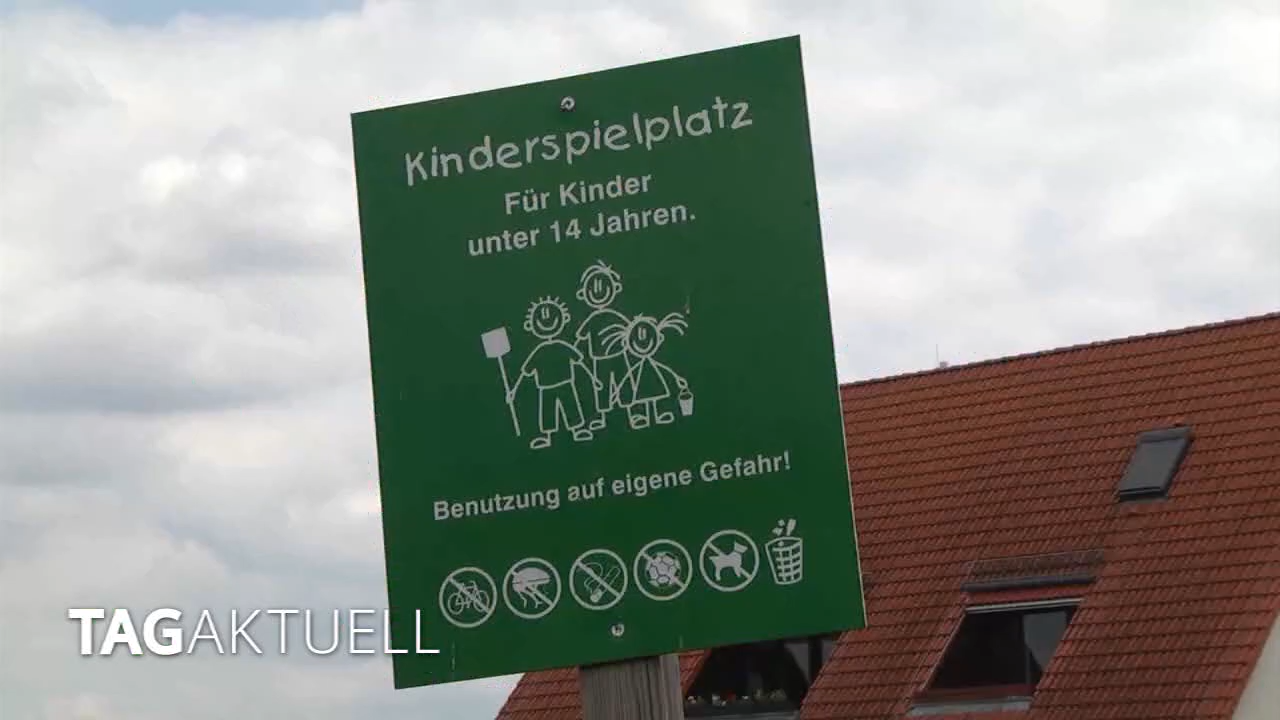 Kinderspielplatz
Für Kinder
unter 14 Jahren.
Benutzung auf eigene Gefahr!
TAGAKTUELL